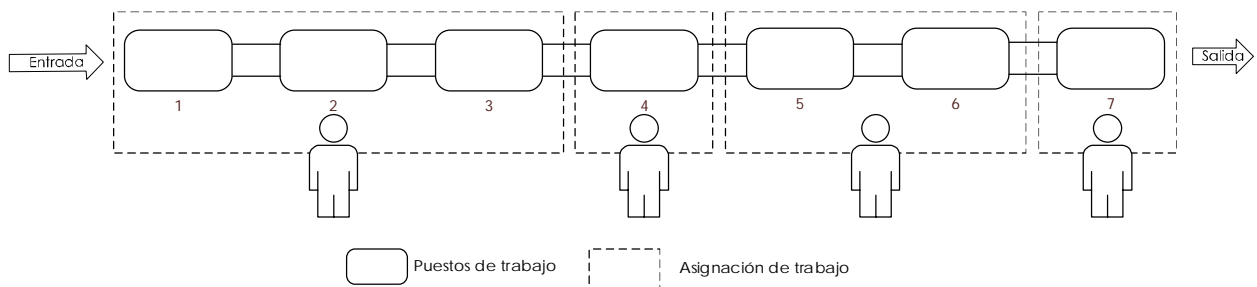 Entrada
Salida
1 2 3 4 5 6 7
Puestos de trabajo
Asignación de trabajo